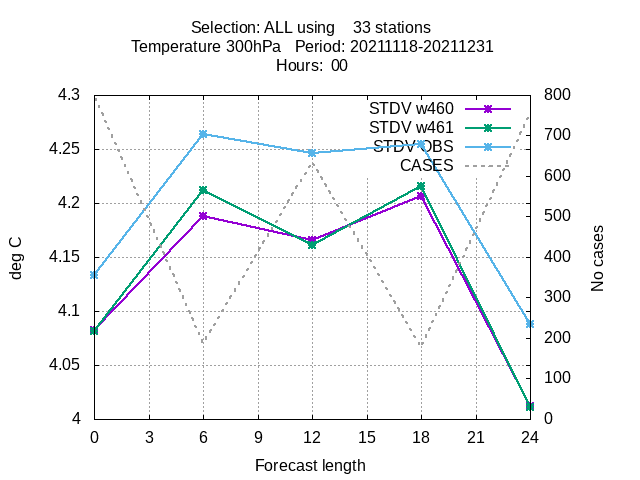 Selection: ALL using    33 stations
Temperature 300hPa   Period: 20211118-20211231
Hours:  00
4.3
4.25
4.2
4.15
4.1
4.05
4
deg C
STDV w460
STDV w461
STDV OBS
CASES
800
700
600
500
400
300
200
100
0
No cases
0 3 6 9 12 15 18 21 24
Forecast length